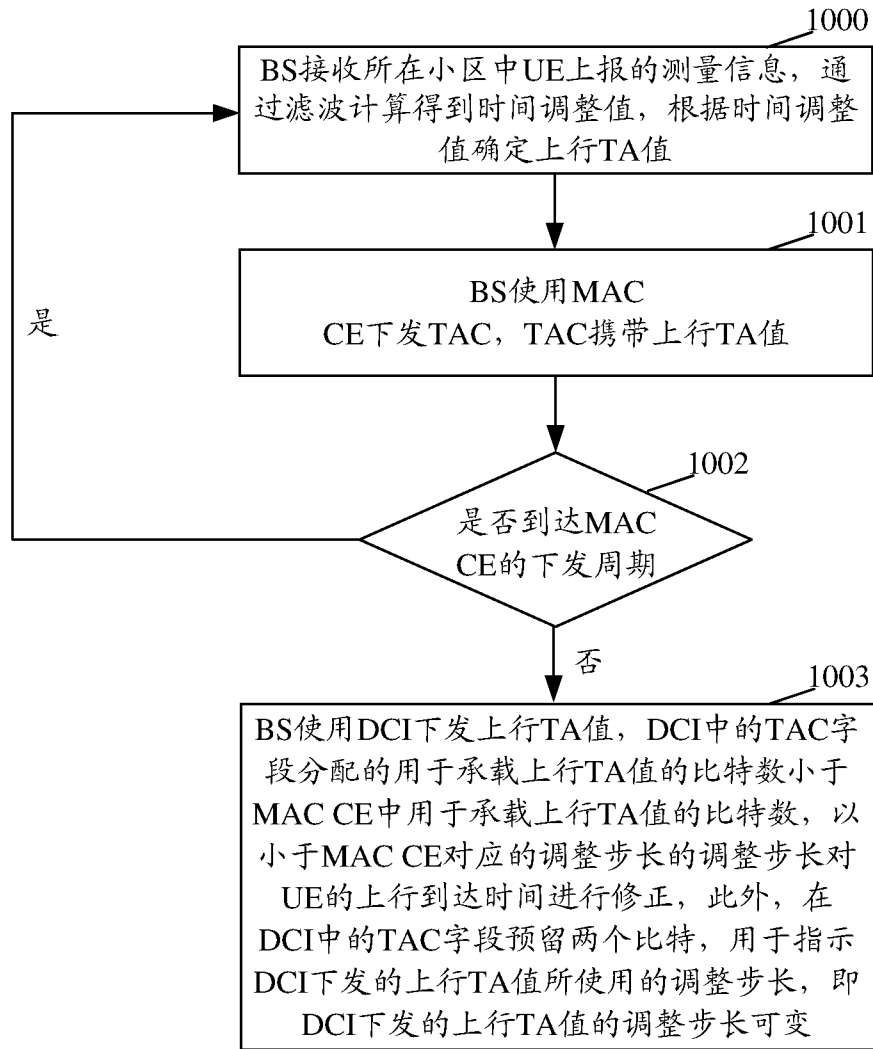 1000
BS接收所在小区中UE上报的测量信息，通
过滤波计算得到时间调整值，根据时间调整
值确定上行TA值
1001
BS使用MAC
CE下发TAC，TAC携带上行TA值
是
1002
是否到达MAC
CE的下发周期
否
1003
BS使用DCI下发上行TA值，DCI中的TAC字
段分配的用于承载上行TA值的比特数小于
MAC CE中用于承载上行TA值的比特数，以
小于MAC CE对应的调整步长的调整步长对
UE的上行到达时间进行修正，此外，在
DCI中的TAC字段预留两个比特，用于指示
DCI下发的上行TA值所使用的调整步长，即
DCI下发的上行TA值的调整步长可变